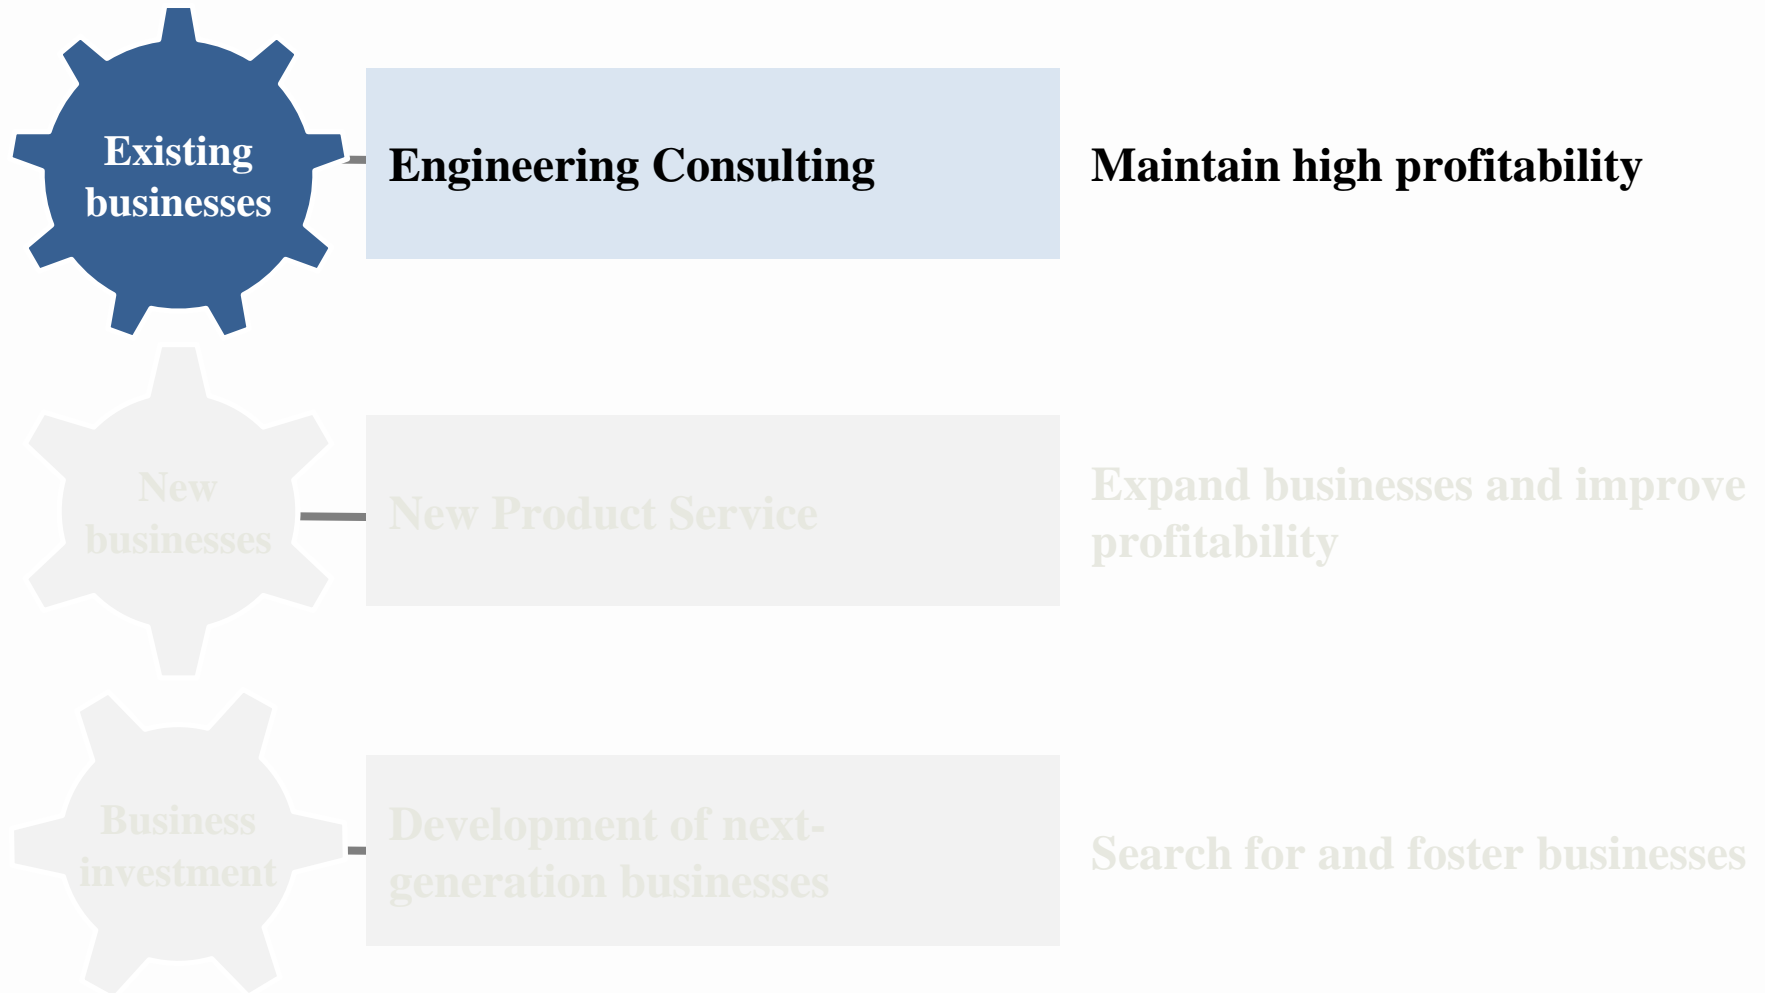 Existing
businesses
Engineering Consulting
Maintain high profitability
New
businesses
New Product Service
Expand businesses and improve
profitability
Business
investment
Development of next-
generation businesses
Search for and foster businesses